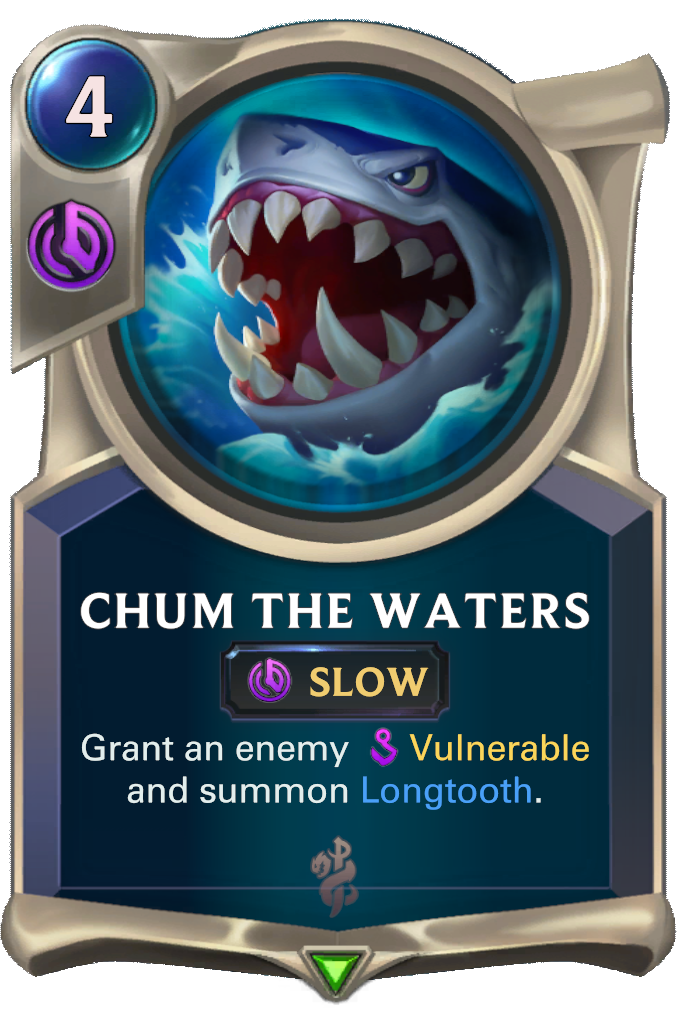 4
CHUM THE WATERS
SLOW
Grant an enemy Vulnerable
and summon Longtooth.